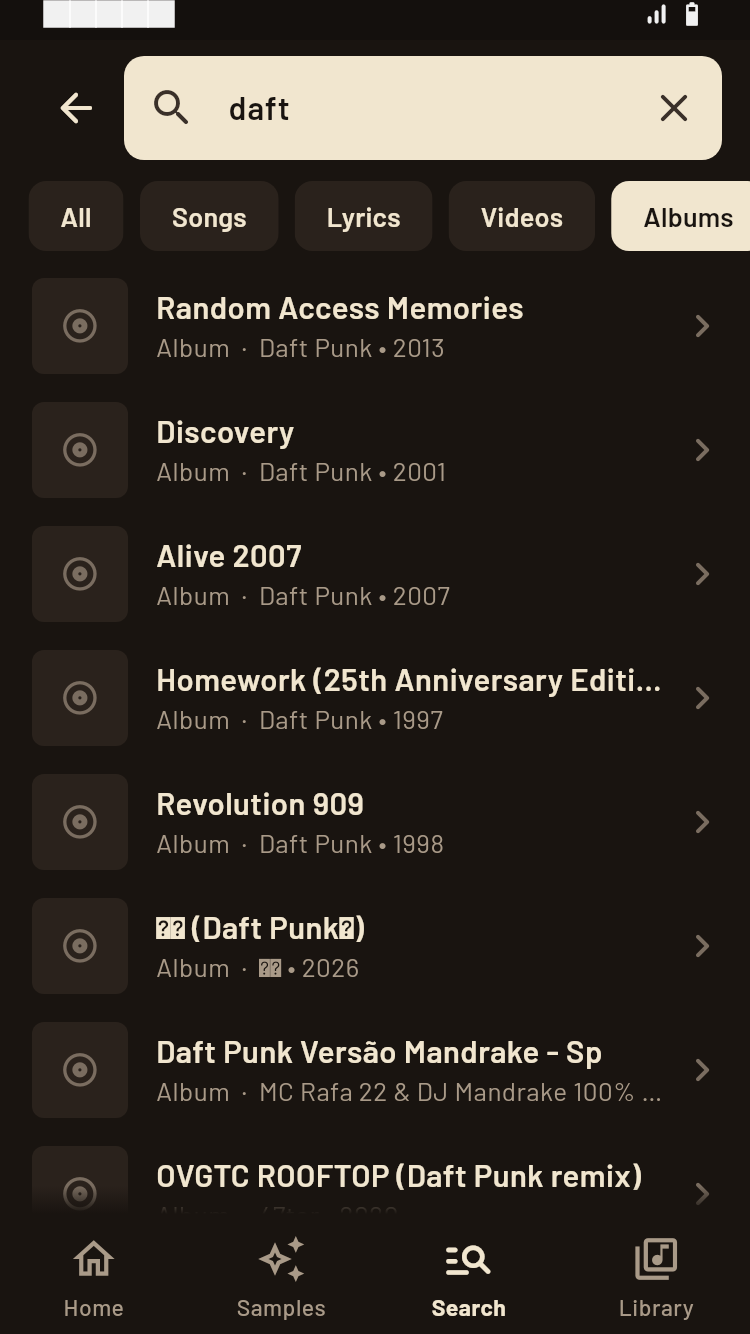 daft
All Songs Lyrics Videos Albums
Random Access Memories
Album · Daft Punk • 2013
Discovery
Album · Daft Punk • 2001
Alive 2007
Album · Daft Punk • 2007
Homework (25th Anniversary Editi...
Album · Daft Punk • 1997
Revolution 909
Album · Daft Punk • 1998
(Daft Punk)
Album · • 2026
Daft Punk Versão Mandrake - Sp
Album · MC Rafa 22 & DJ Mandrake 100% ...
OVGTC ROOFTOP (Daft Punk remix)
Home Samples Search Library